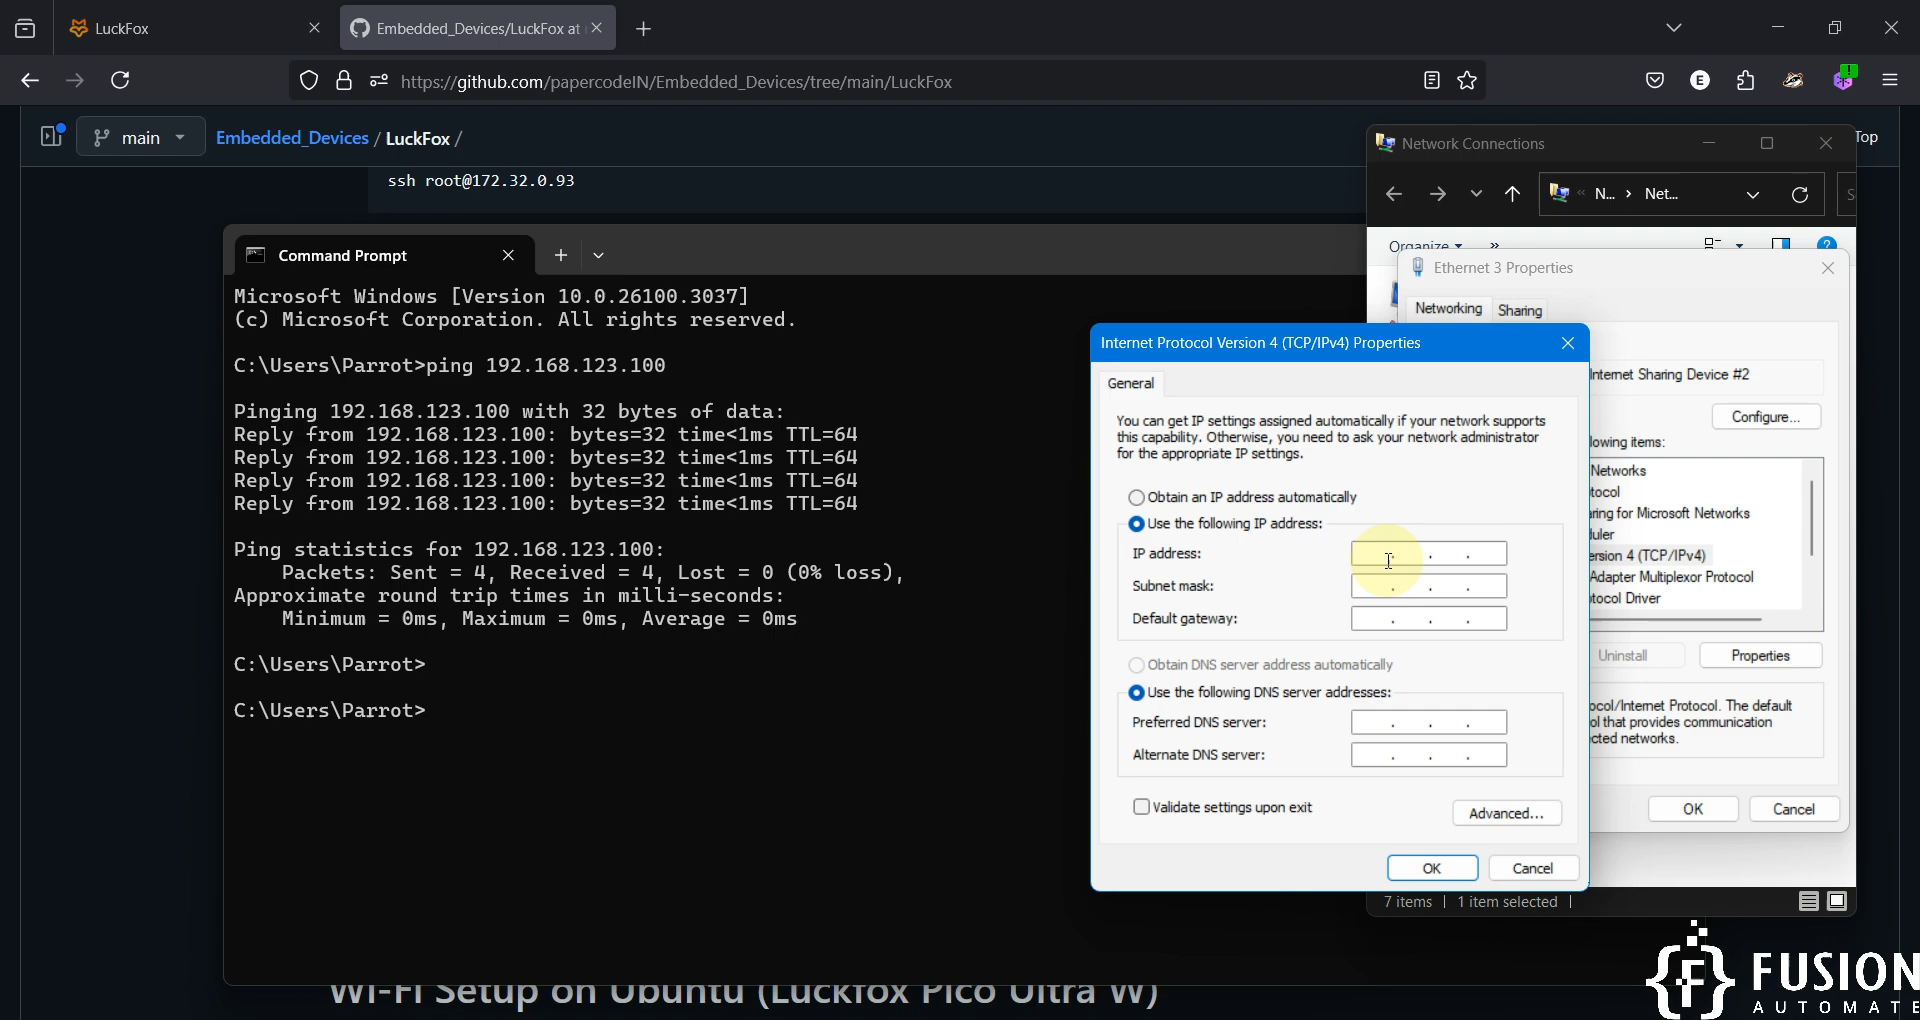 LuckFox
Embedded_Devices/LuckFox at
https://github.com/papercodeIN/Embedded_Devices/tree/main/LuckFox
E
main
Embedded_Devices / LuckFox /
Top
ssh root@172.32.0.93
Command Prompt
Microsoft Windows [Version 10.0.26100.3037]
(c) Microsoft Corporation. All rights reserved.
C:\Users\Parrot>ping 192.168.123.100
Pinging 192.168.123.100 with 32 bytes of data:
Reply from 192.168.123.100: bytes=32 time<1ms TTL=64
Reply from 192.168.123.100: bytes=32 time<1ms TTL=64
Reply from 192.168.123.100: bytes=32 time<1ms TTL=64
Reply from 192.168.123.100: bytes=32 time<1ms TTL=64
Ping statistics for 192.168.123.100:
Packets: Sent = 4, Received = 4, Lost = 0 (0% loss),
Approximate round trip times in milli-seconds:
Minimum = 0ms, Maximum = 0ms, Average = 0ms
C:\Users\Parrot>
C:\Users\Parrot>
Wi-Fi Setup on Ubuntu (Luckfox Pico Ultra W)
Network Connections
« N... › Net...
S
Organize »
Ethernet 3 Properties
Networking Sharing
Internet Sharing Device #2
Configure...
lowing items:
Networks
tocol
aring for Microsoft Networks
duler
ersion 4 (TCP/IPv4)
Adapter Multiplexor Protocol
otocol Driver
Uninstall Properties
ocol/Internet Protocol. The default
ol that provides communication
cted networks.
OK Cancel
7 items | 1 item selected |
Internet Protocol Version 4 (TCP/IPv4) Properties
General
You can get IP settings assigned automatically if your network supports
this capability. Otherwise, you need to ask your network administrator
for the appropriate IP settings.
Obtain an IP address automatically
Use the following IP address:
IP address: . . .
Subnet mask: . . .
Default gateway: . . .
Obtain DNS server address automatically
Use the following DNS server addresses:
Preferred DNS server: . . .
Alternate DNS server: . . .
Validate settings upon exit
Advanced...
OK Cancel
FUSION
AUTOMATE